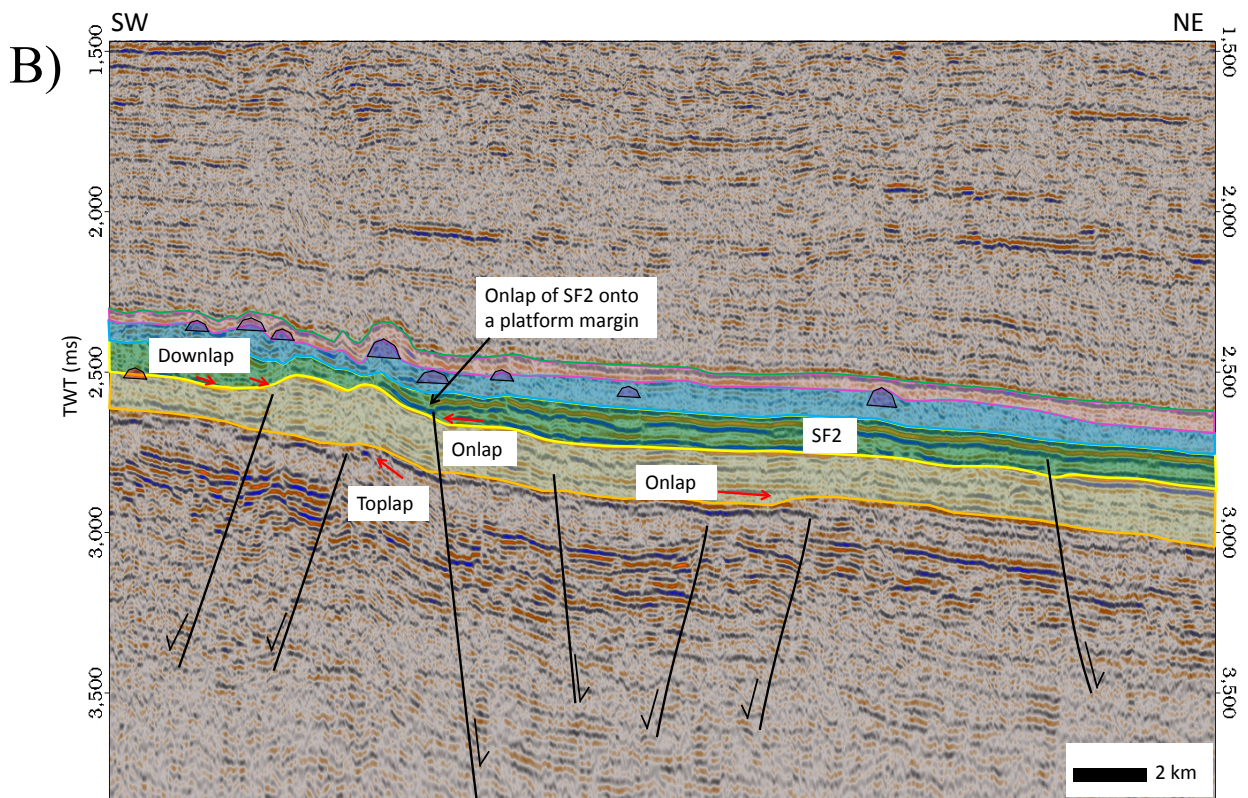 SW
NE
B)
1,500
1,500
2,000
2,000
Onlap of SF2 onto
a platform margin
Downlap
TWT (ms)
2,500
2,500
SF2
Onlap
Onlap
Toplap
3,000
3,000
3,500
3,500
2 km